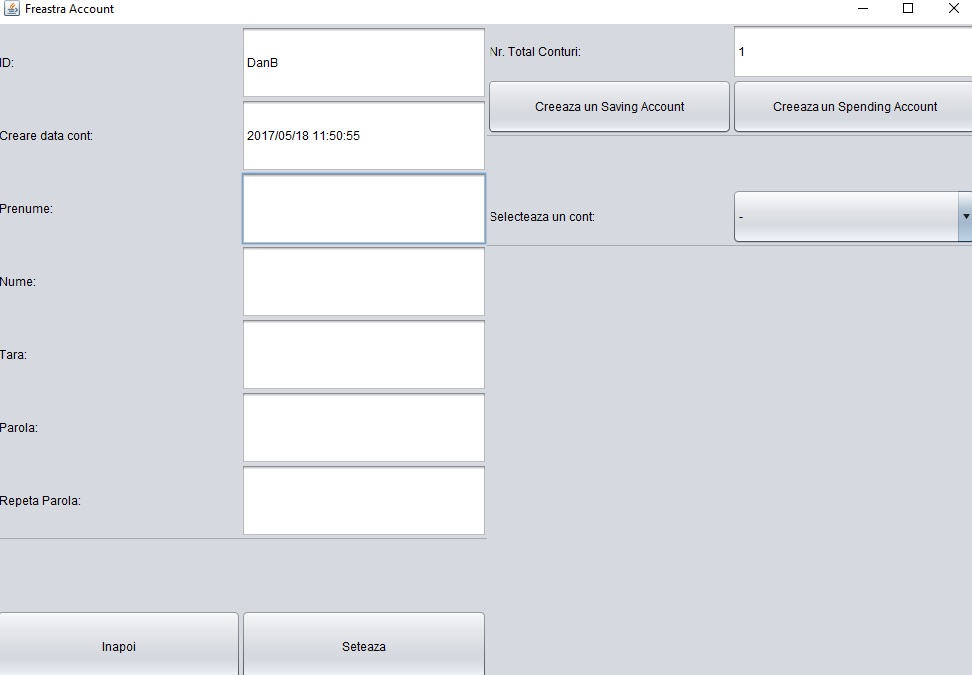 Freastra Account
ID:
DanB
Creare data cont:
2017/05/18 11:50:55
Prenume:
Nume:
Tara:
Parola:
Repeta Parola:
Inapoi
Seteaza
Nr. Total Conturi:
1
Creeaza un Saving Account
Creeaza un Spending Account
Selecteaza un cont:
-